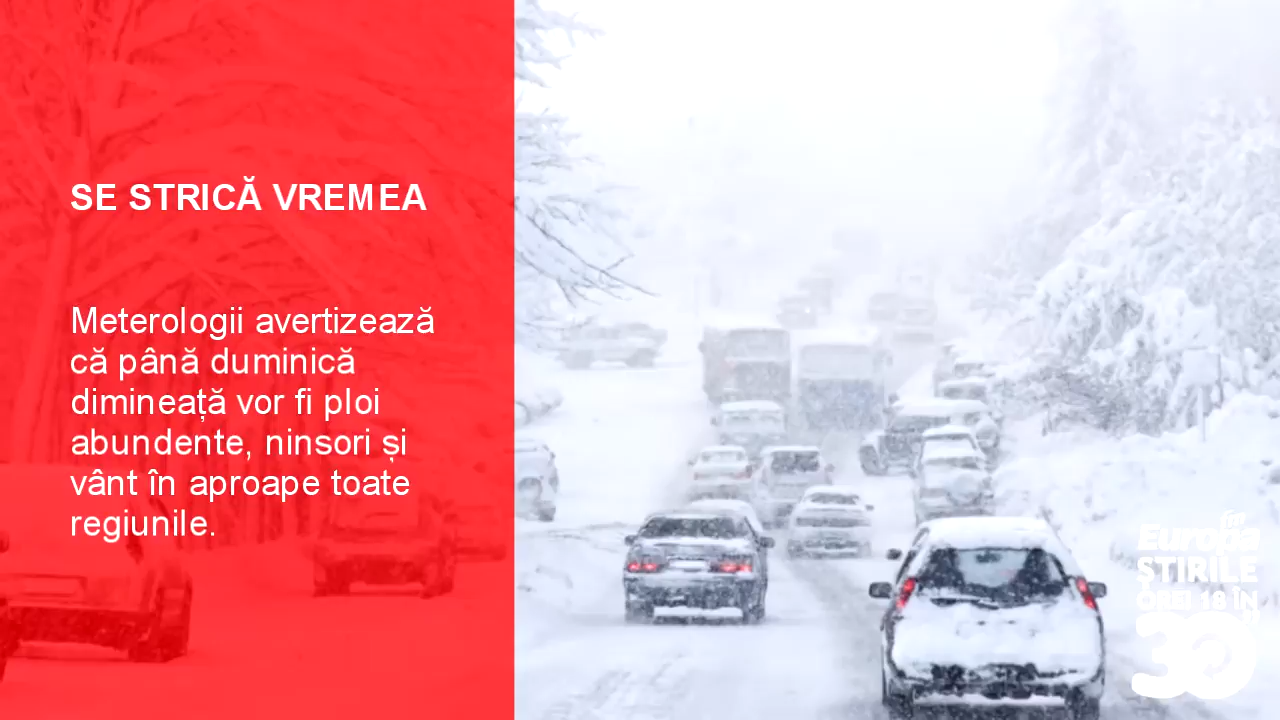 SE STRICĂ VREMEA
Meterologii avertizează
că până duminică
dimineață vor fi ploi
abundente, ninsori și
vânt în aproape toate
regiunile.
Europa fm
ȘTIRILE
OREI 18 ÎN
30